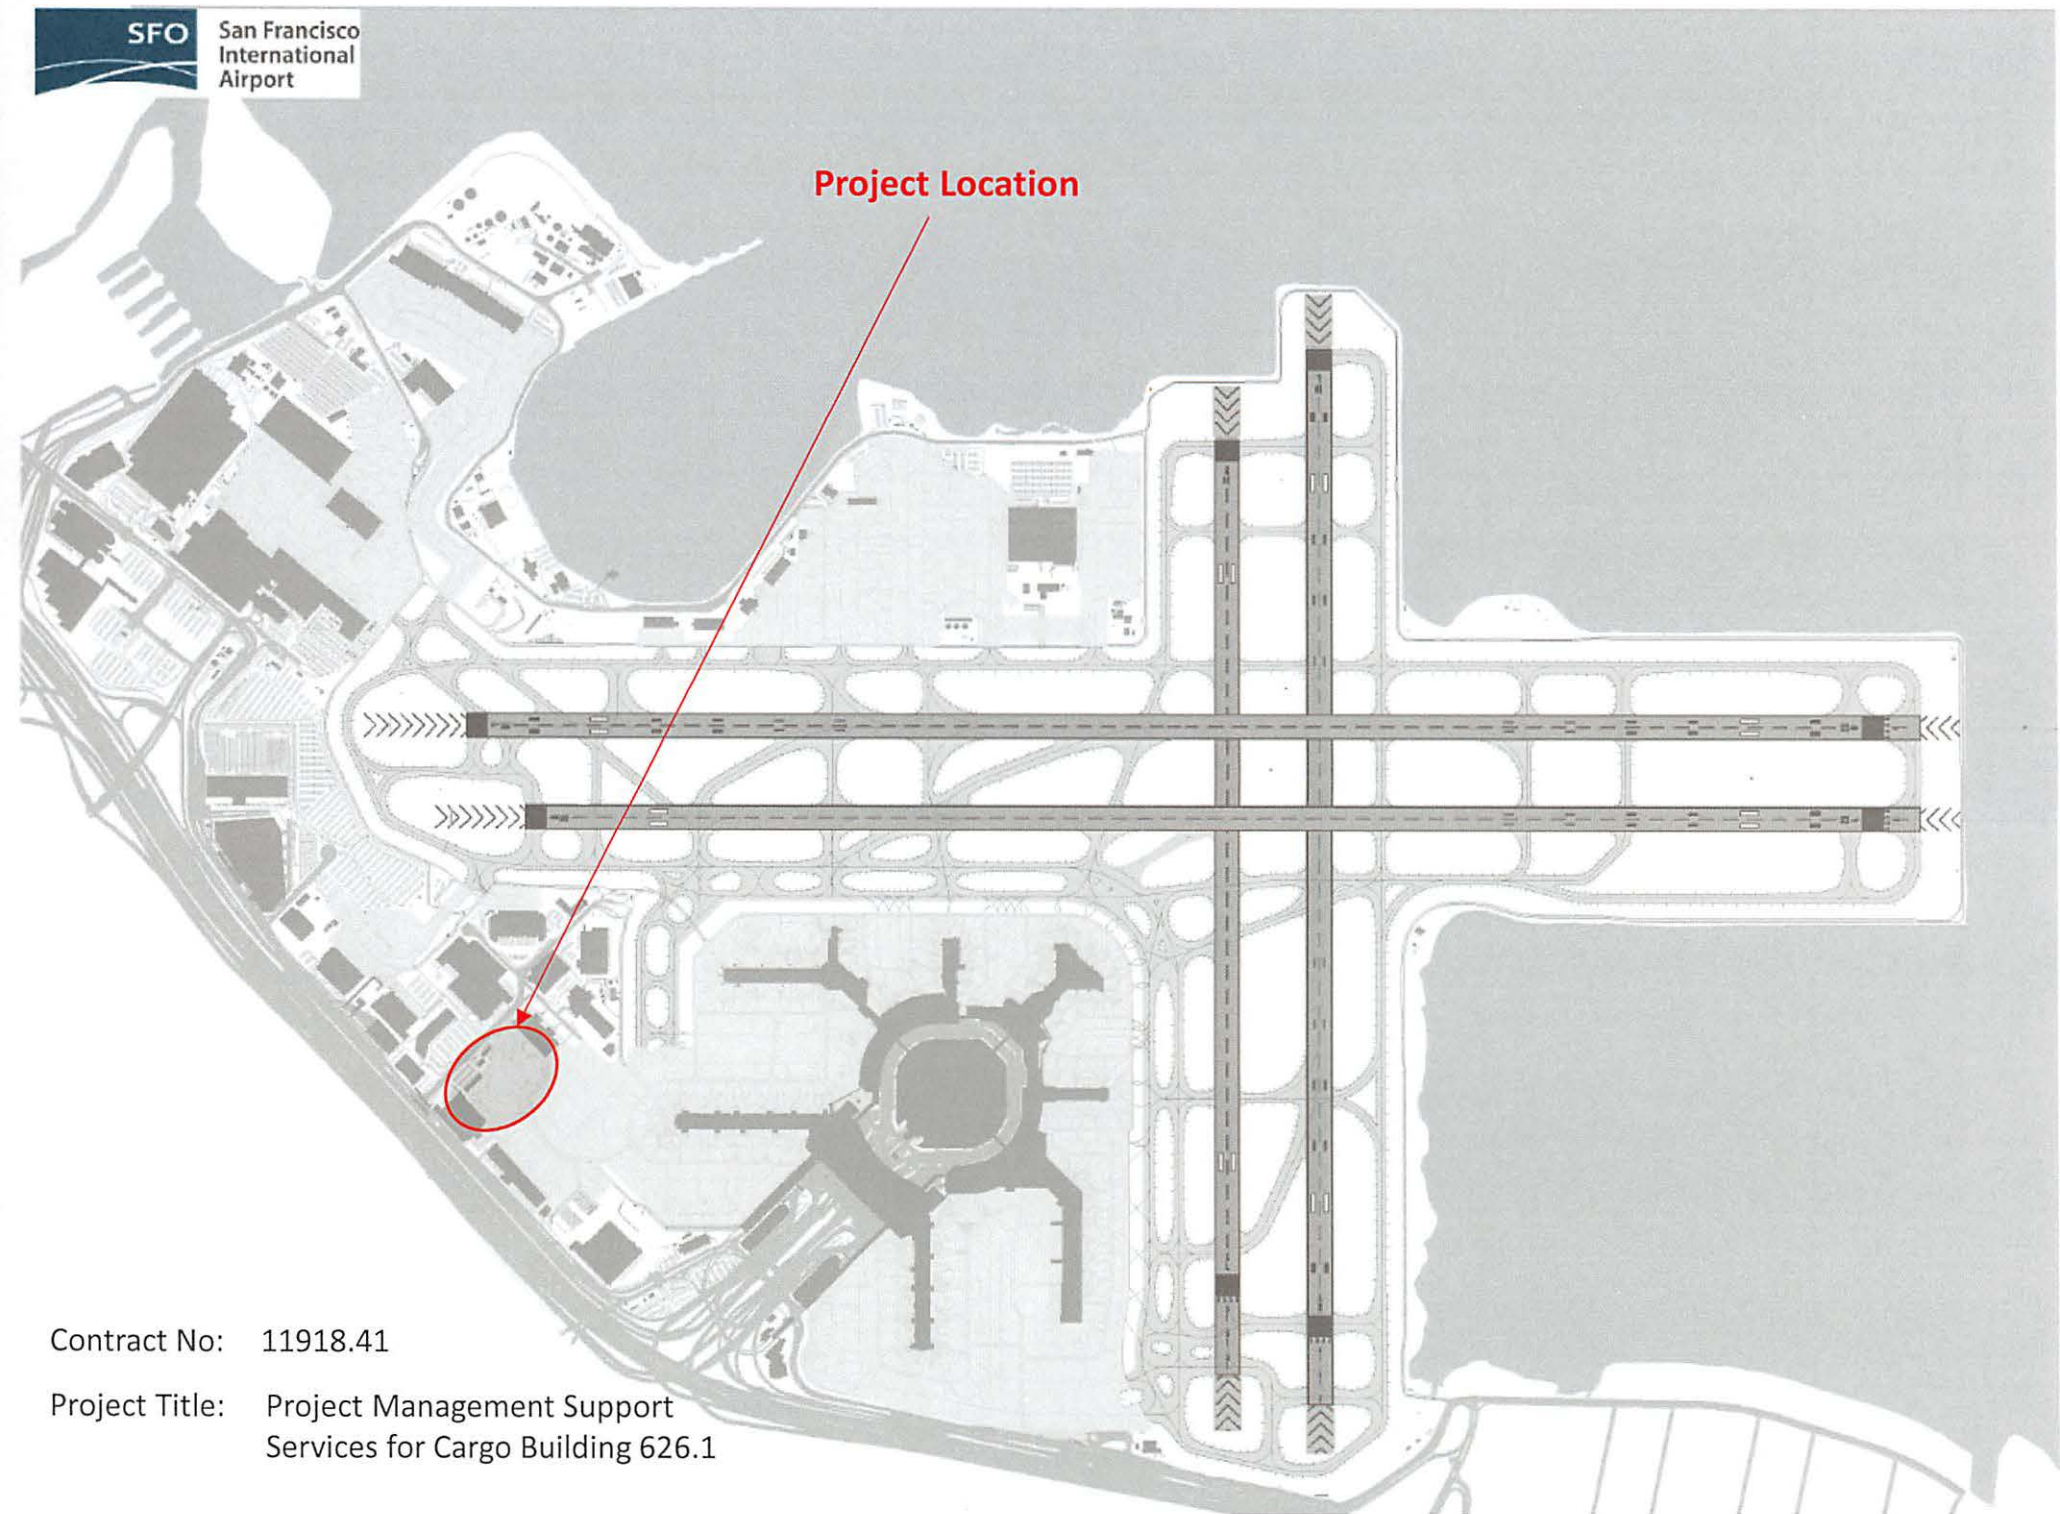 SFO
San Francisco
International
Airport
Project Location
Contract No: 11918.41
Project Title: Project Management Support
Services for Cargo Building 626.1